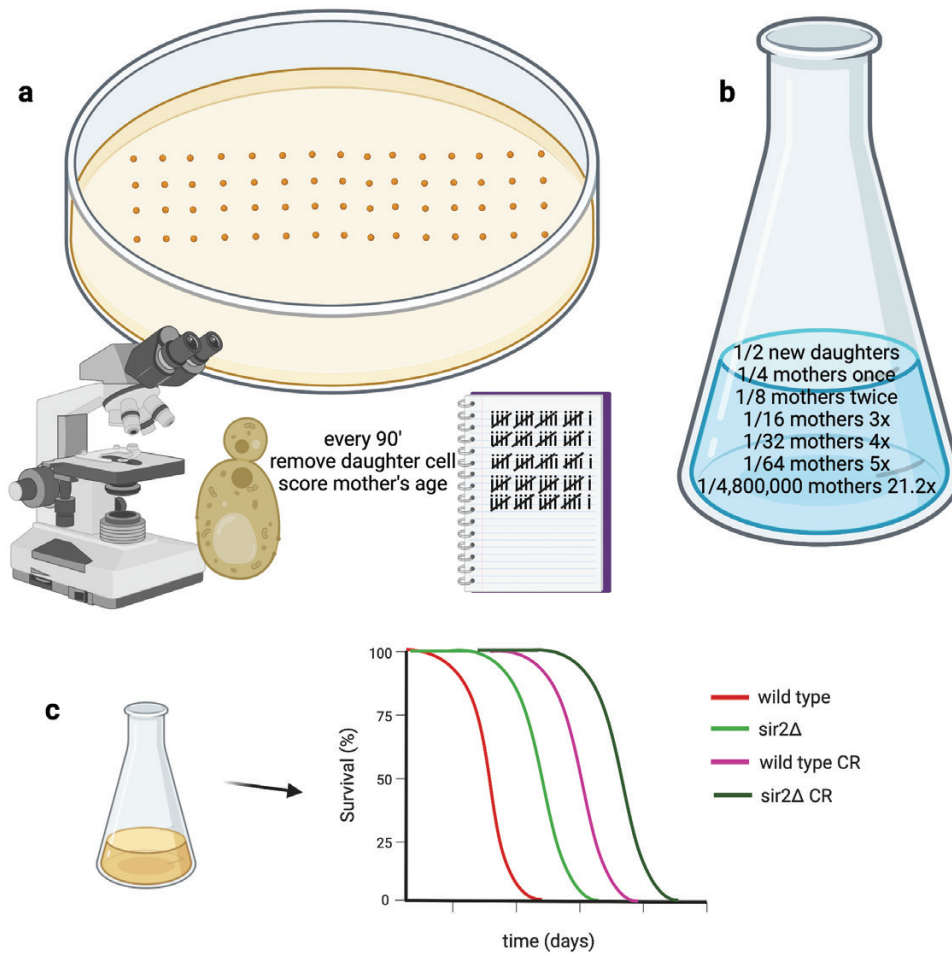 a
b
1/2 new daughters
1/4 mothers once
1/8 mothers twice
1/16 mothers 3x
1/32 mothers 4x
1/64 mothers 5x
1/4,800,000 mothers 21.2x
every 90'
remove daughter cell
score mother's age
c
100
75
50
25
0
Survival (%)
time (days)
wild type
sir2Δ
wild type CR
sir2Δ CR